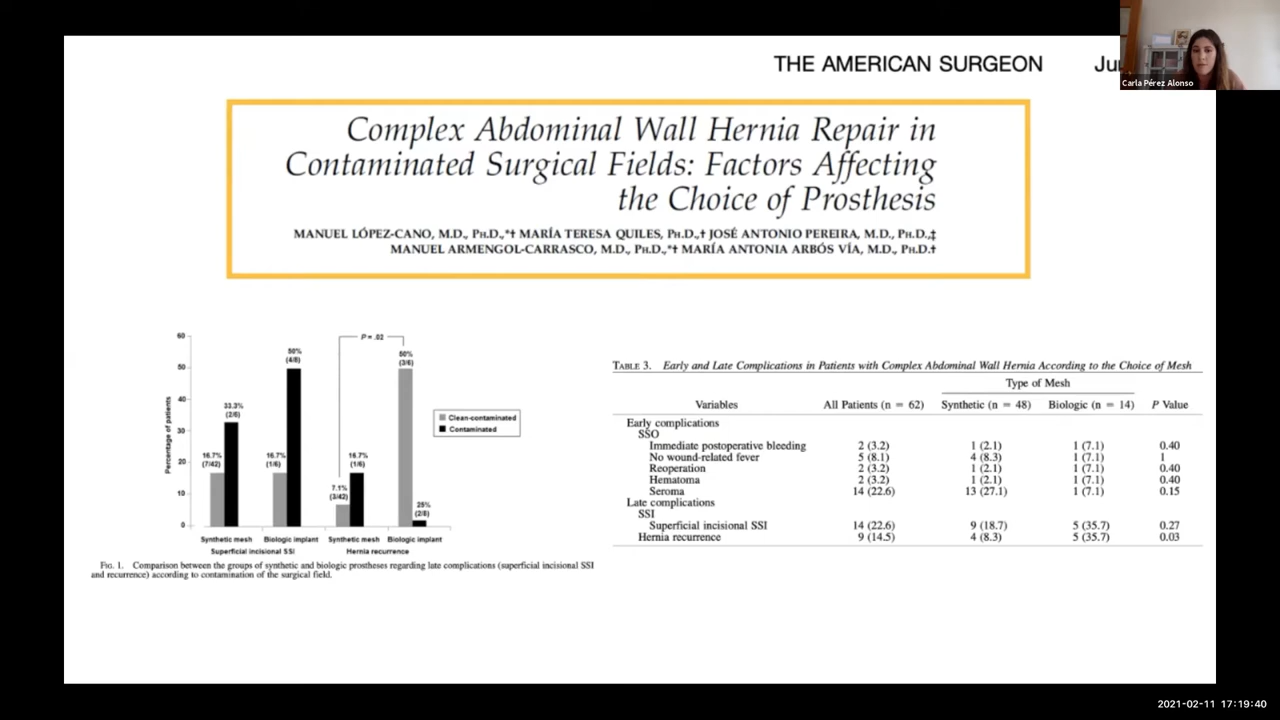 THE AMERICAN SURGEON
Carla Pérez Alonso
Complex Abdominal Wall Hernia Repair in
Contaminated Surgical Fields: Factors Affecting
the Choice of Prosthesis
MANUEL LÓPEZ-CANO, M.D., PH.D.,*† MARÍA TERESA QUILES, PH.D.,† JOSÉ ANTONIO PEREIRA, M.D., PH.D.,‡
MANUEL ARMENGOL-CARRASCO, M.D., PH.D.,*† MARÍA ANTONIA ARBÓS VÍA, M.D., PH.D.†
Percentage of patients
60
50
40
30
20
10
0
16.7%
(7/42)
33.3%
(2/6)
16.7%
(1/6)
50%
(4/8)
7.1%
(3/42)
16.7%
(1/6)
P = .02
50%
(3/6)
25%
(2/8)
Clean-contaminated
Contaminated
Synthetic mesh Biologic implant Synthetic mesh Biologic implant
Superficial incisional SSI Hernia recurrence
FIG. 1. Comparison between the groups of synthetic and biologic prostheses regarding late complications (superficial incisional SSI
and recurrence) according to contamination of the surgical field.
TABLE 3. Early and Late Complications in Patients with Complex Abdominal Wall Hernia According to the Choice of Mesh
Type of Mesh
Variables All Patients (n = 62) Synthetic (n = 48) Biologic (n = 14) P Value
Early complications
SSO
Immediate postoperative bleeding 2 (3.2) 1 (2.1) 1 (7.1) 0.40
No wound-related fever 5 (8.1) 4 (8.3) 1 (7.1) 1
Reoperation 2 (3.2) 1 (2.1) 1 (7.1) 0.40
Hematoma 2 (3.2) 1 (2.1) 1 (7.1) 0.40
Seroma 14 (22.6) 13 (27.1) 1 (7.1) 0.15
Late complications
SSI
Superficial incisional SSI 14 (22.6) 9 (18.7) 5 (35.7) 0.27
Hernia recurrence 9 (14.5) 4 (8.3) 5 (35.7) 0.03
2021-02-11 17:19:40